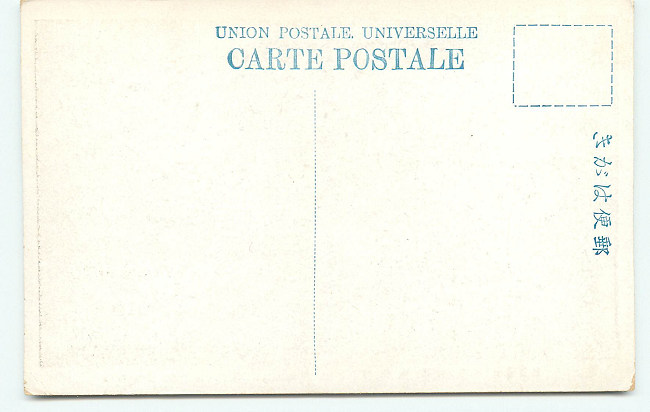 UNION POSTALE. UNIVERSELLE
CARTE POSTALE
郵便はがき